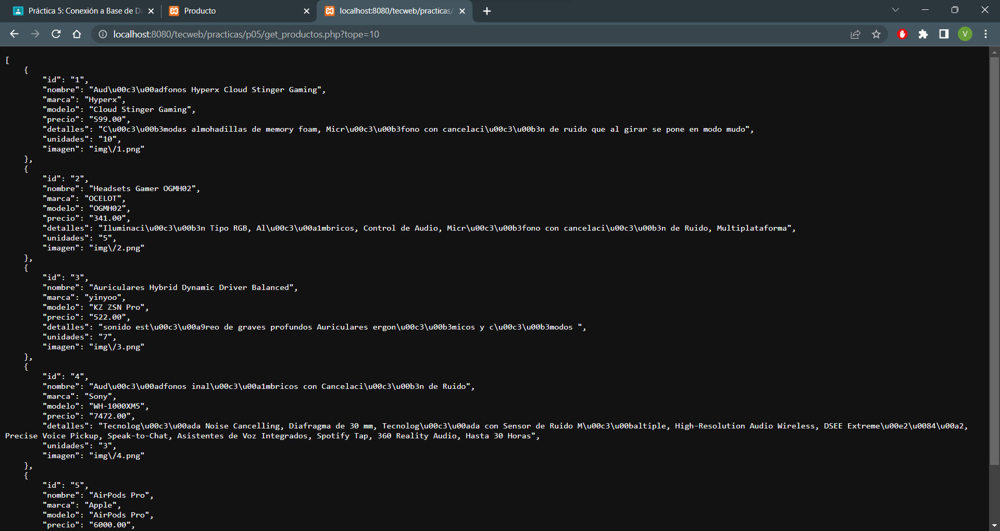 Práctica 5: Conexión a Base de Da
Producto
localhost:8080/tecweb/practicas/
localhost:8080/tecweb/practicas/p05/get_productos.php?tope=10
V
[
    {
        "id": "1",
        "nombre": "Aud\u00c3\u00adfonos Hyperx Cloud Stinger Gaming",
        "marca": "Hyperx",
        "modelo": "Cloud Stinger Gaming",
        "precio": "599.00",
        "detalles": "C\u00c3\u00b3modas almohadillas de memory foam, Micr\u00c3\u00b3fono con cancelaci\u00c3\u00b3n de ruido que al girar se pone en modo mudo",
        "unidades": "10",
        "imagen": "img\/1.png"
    },
    {
        "id": "2",
        "nombre": "Headsets Gamer OGMH02",
        "marca": "OCELOT",
        "modelo": "OGMH02",
        "precio": "341.00",
        "detalles": "Iluminaci\u00c3\u00b3n Tipo RGB, Al\u00c3\u00a1mbricos, Control de Audio, Micr\u00c3\u00b3fono con cancelaci\u00c3\u00b3n de Ruido, Multiplataforma",
        "unidades": "5",
        "imagen": "img\/2.png"
    },
    {
        "id": "3",
        "nombre": "Auriculares Hybrid Dynamic Driver Balanced",
        "marca": "yinyoo",
        "modelo": "KZ ZSN Pro",
        "precio": "522.00",
        "detalles": "sonido est\u00c3\u00a9reo de graves profundos Auriculares ergon\u00c3\u00b3micos y c\u00c3\u00b3modos ",
        "unidades": "7",
        "imagen": "img\/3.png"
    },
    {
        "id": "4",
        "nombre": "Aud\u00c3\u00adfonos inal\u00c3\u00a1mbricos con Cancelaci\u00c3\u00b3n de Ruido",
        "marca": "Sony",
        "modelo": "WH-1000XM5",
        "precio": "7472.00",
        "detalles": "Tecnolog\u00c3\u00ada Noise Cancelling, Diafragma de 30 mm, Tecnolog\u00c3\u00ada con Sensor de Ruido M\u00c3\u00baltiple, High-Resolution Audio Wireless, DSEE Extreme\u00e2\u0084\u00a2,
Precise Voice Pickup, Speak-to-Chat, Asistentes de Voz Integrados, Spotify Tap, 360 Reality Audio, Hasta 30 Horas",
        "unidades": "3",
        "imagen": "img\/4.png"
    },
    {
        "id": "5",
        "nombre": "AirPods Pro",
        "marca": "Apple",
        "modelo": "AirPods Pro",
        "precio": "6000.00",